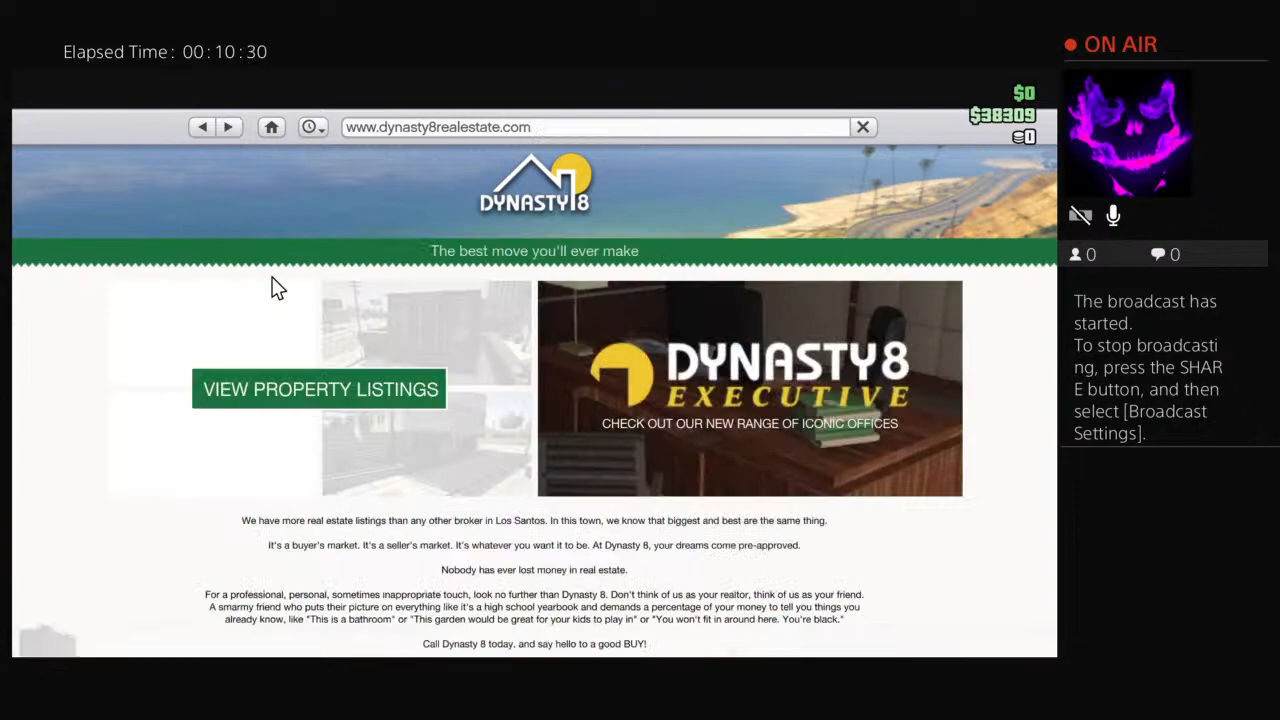 Elapsed Time: 00:10:30
ON AIR
$0
$38309
0
www.dynasty8realestate.com
DYNASTY8
The best move you'll ever make
VIEW PROPERTY LISTINGS
DYNASTY8
EXECUTIVE
CHECK OUT OUR NEW RANGE OF ICONIC OFFICES
We have more real estate listings than any other broker in Los Santos. In this town, we know that biggest and best are the same thing.
It's a buyer's market. It's a seller's market. It's whatever you want it to be. At Dynasty 8, your dreams come pre-approved.
Nobody has ever lost money in real estate.
For a professional, personal, sometimes inappropriate touch, look no further than Dynasty 8. Don't think of us as your realtor, think of us as your friend.
A smarmy friend who puts their picture on everything like it's a high school yearbook and demands a percentage of your money to tell you things you
already know, like "This is a bathroom" or "This garden would be great for your kids to play in" or "You won't fit in around here. You're black."
Call Dynasty 8 today, and say hello to a good BUY!
0
0
The broadcast has
started.
To stop broadcasti
ng, press the SHAR
E button, and then
select [Broadcast
Settings].